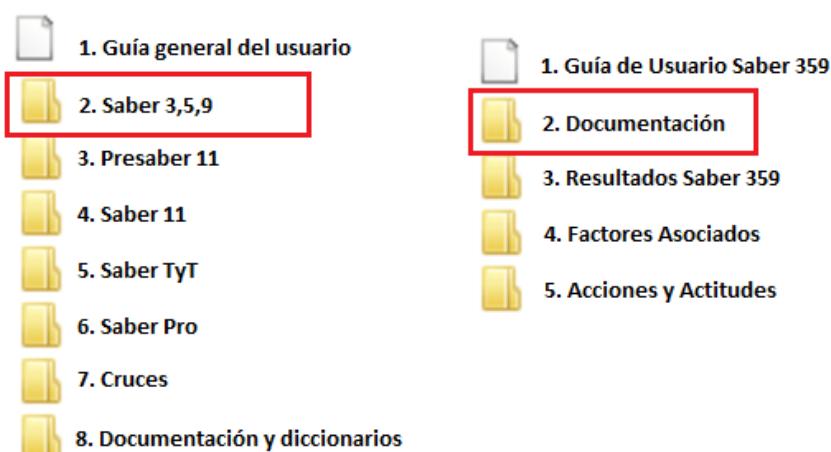 1. Guía general del usuario
2. Saber 3,5,9
3. Presaber 11
4. Saber 11
5. Saber TyT
6. Saber Pro
7. Cruces
8. Documentación y diccionarios
1. Guía de Usuario Saber 359
2. Documentación
3. Resultados Saber 359
4. Factores Asociados
5. Acciones y Actitudes